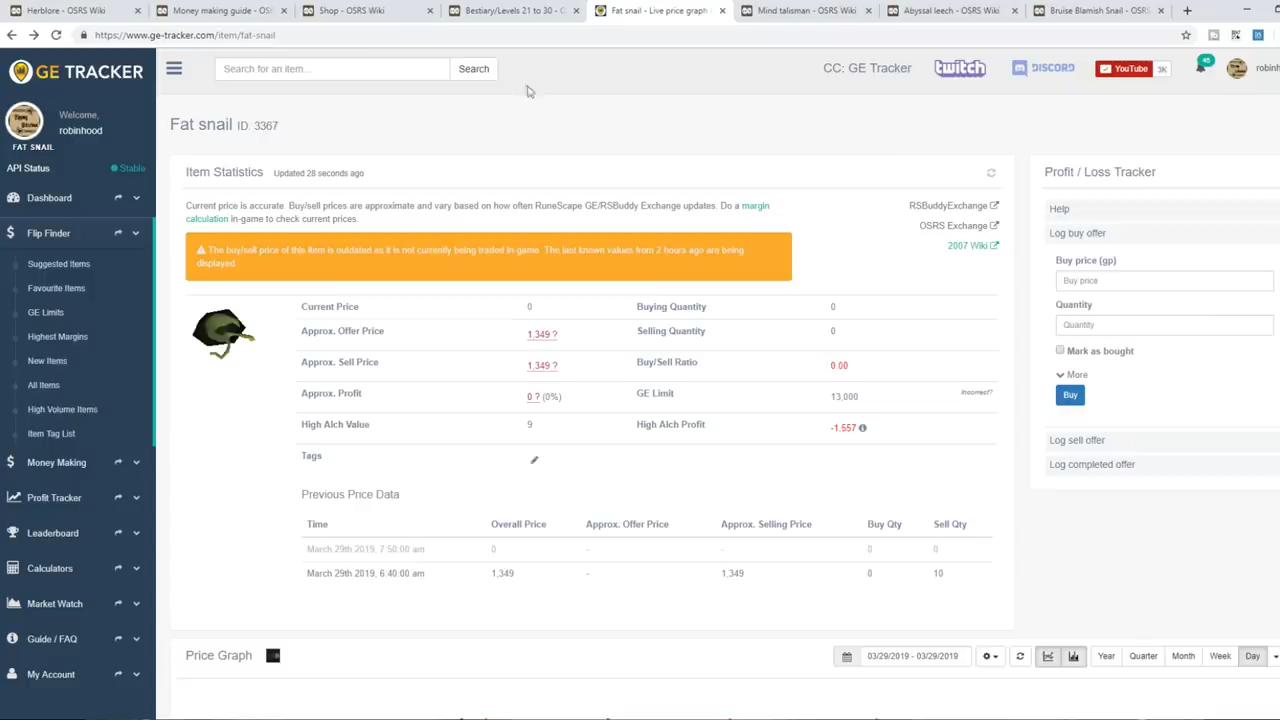 Herblore - OSRS Wiki
Money making guide - OS
Shop - OSRS Wiki
Bestiary/Levels 21 to 30 - O
Fat snail - Live price graph
Mind talisman - OSRS Wiki
Abyssal leech - OSRS Wiki
Bruise Blamish Snail - OSRS
https://www.ge-tracker.com/item/fat-snail
GE TRACKER
Search for an item...
Search
CC: GE Tracker
twitch
DISCORD
YouTube 3K
45
robinh
Welcome,
robinhood
FAT SNAIL
API Status
Stable
Dashboard
Flip Finder
Suggested Items
Favourite Items
GE Limits
Highest Margins
New Items
All Items
High Volume Items
Item Tag List
Money Making
Profit Tracker
Leaderboard
Calculators
Market Watch
Guide / FAQ
My Account
Fat snail ID: 3367
Item Statistics Updated 28 seconds ago
Current price is accurate. Buy/sell prices are approximate and vary based on how often RuneScape GE/RSBuddy Exchange updates. Do a margin
calculation in-game to check current prices.
RSBuddyExchange
OSRS Exchange
2007 Wiki
The buy/sell price of this item is outdated as it is not currently being traded in-game. The last known values from 2 hours ago are being
displayed.
Current Price 0 Buying Quantity 0
Approx. Offer Price 1,349 ? Selling Quantity 0
Approx. Sell Price 1,349 ? Buy/Sell Ratio 0.00
Approx. Profit 0 ? (0%) GE Limit 13,000 Incorrect?
High Alch Value 9 High Alch Profit -1,557
Tags
Previous Price Data
Time Overall Price Approx. Offer Price Approx. Selling Price Buy Qty Sell Qty
March 29th 2019, 7:50:00 am 0 - - 0 0
March 29th 2019, 6:40:00 am 1,349 - 1,349 0 10
Profit / Loss Tracker
Help
Log buy offer
Buy price (gp)
Buy price
Quantity
Quantity
Mark as bought
More
Buy
Log sell offer
Log completed offer
Price Graph
03/29/2019 - 03/29/2019
Year Quarter Month Week Day